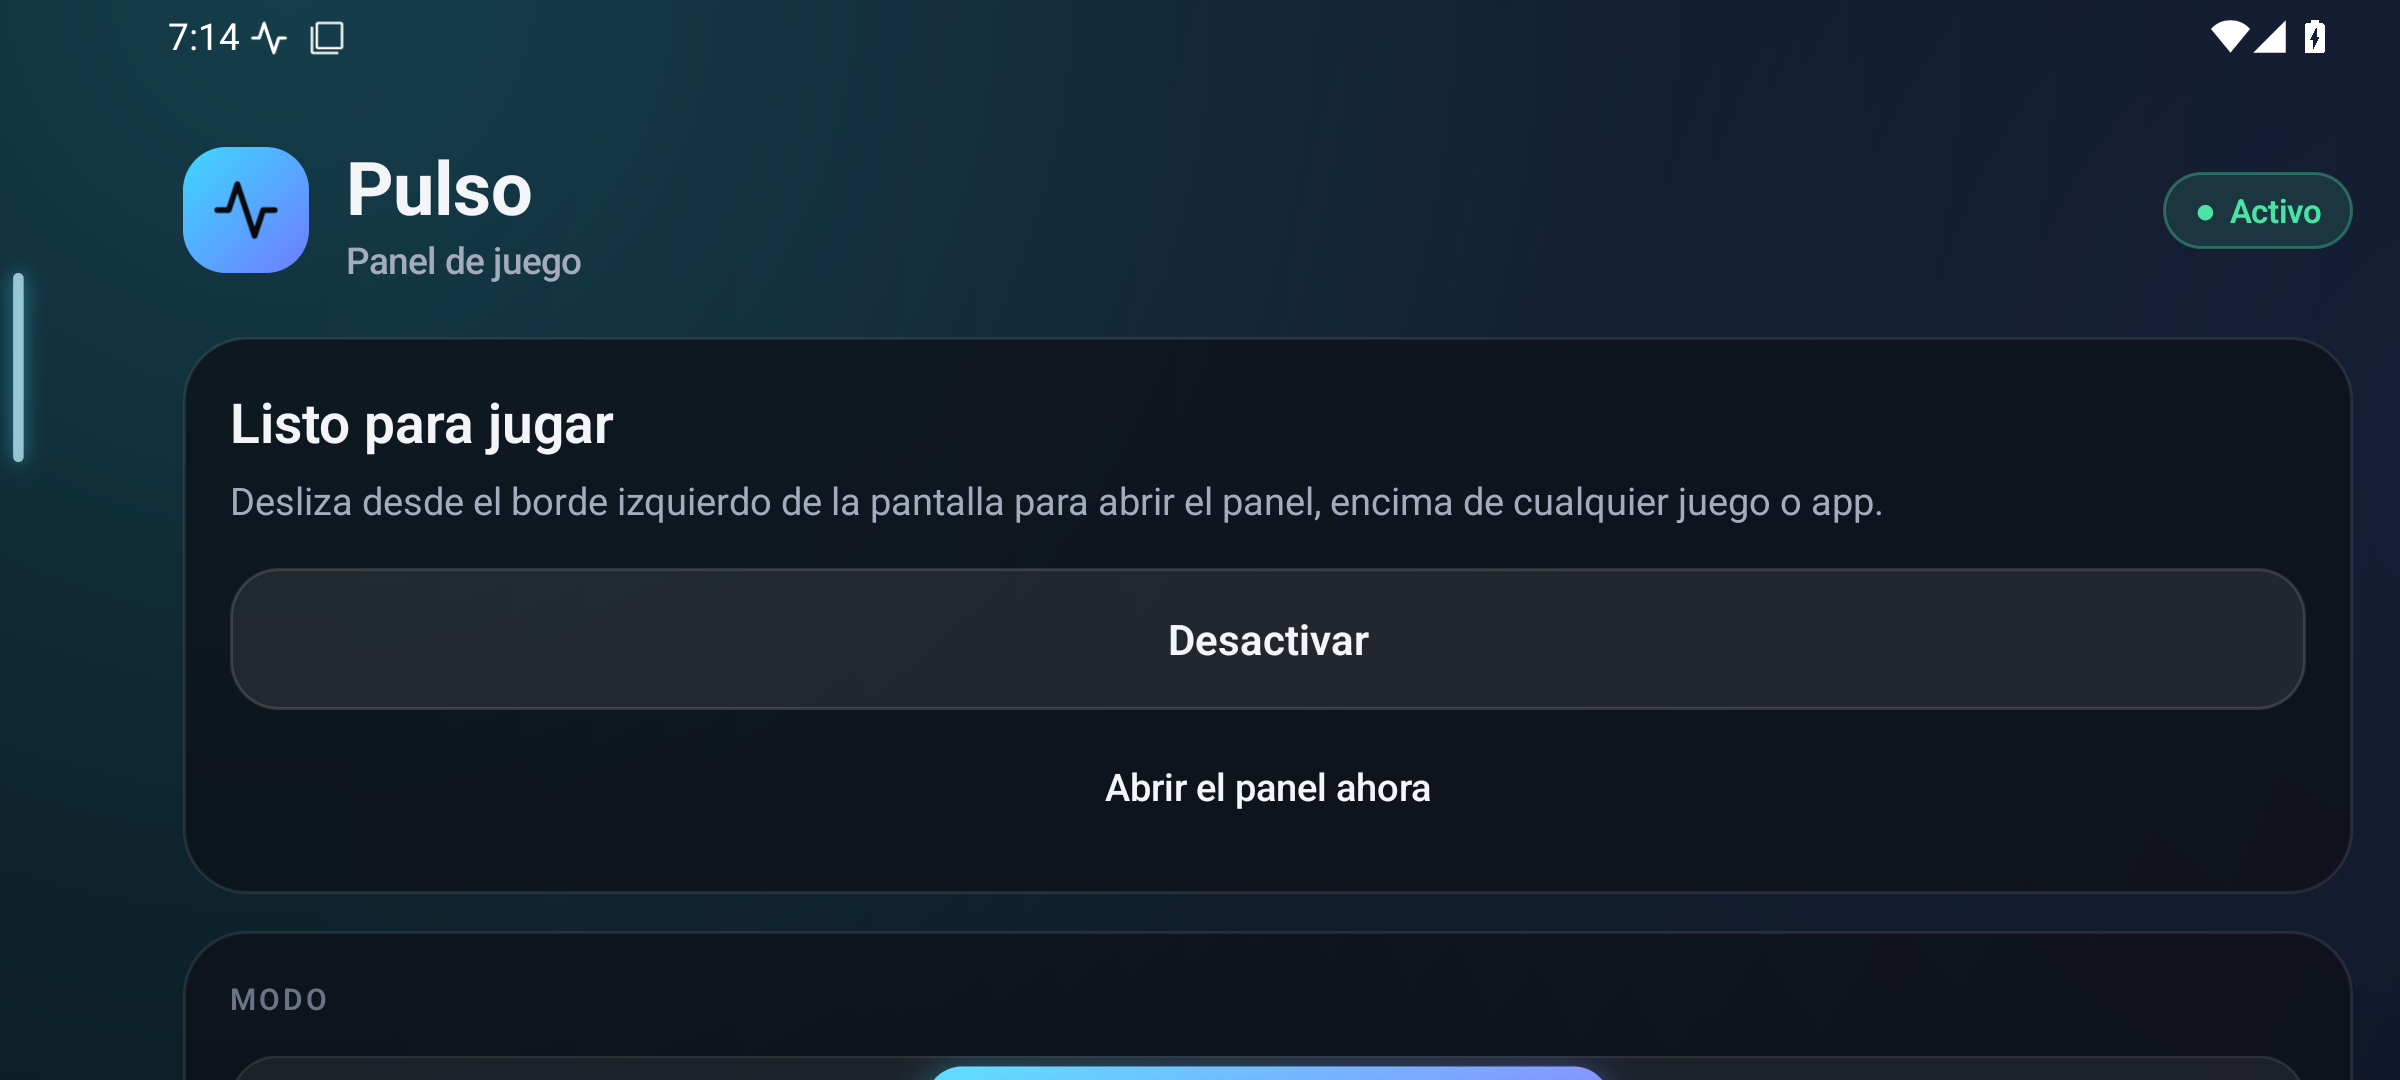 7:14
Pulso
Panel de juego
Activo
Listo para jugar
Desliza desde el borde izquierdo de la pantalla para abrir el panel, encima de cualquier juego o app.
Desactivar
Abrir el panel ahora
MODO